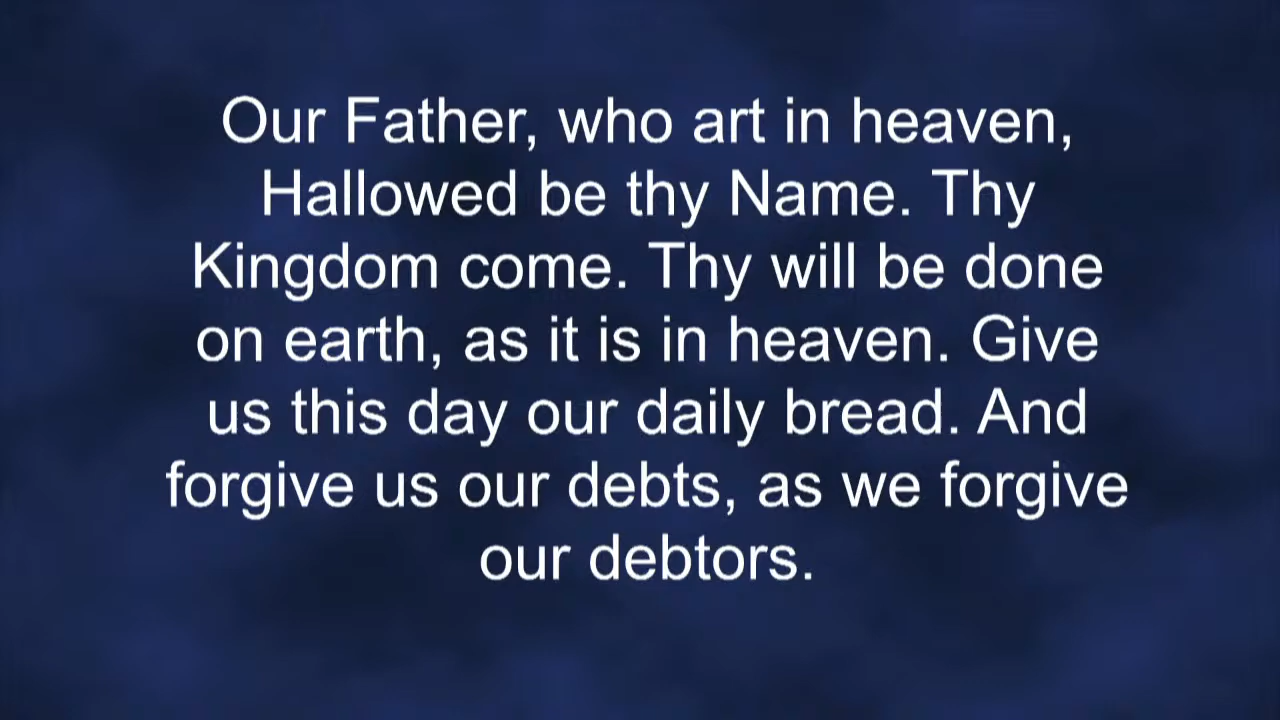 Our Father, who art in heaven,
Hallowed be thy Name. Thy
Kingdom come. Thy will be done
on earth, as it is in heaven. Give
us this day our daily bread. And
forgive us our debts, as we forgive
our debtors.